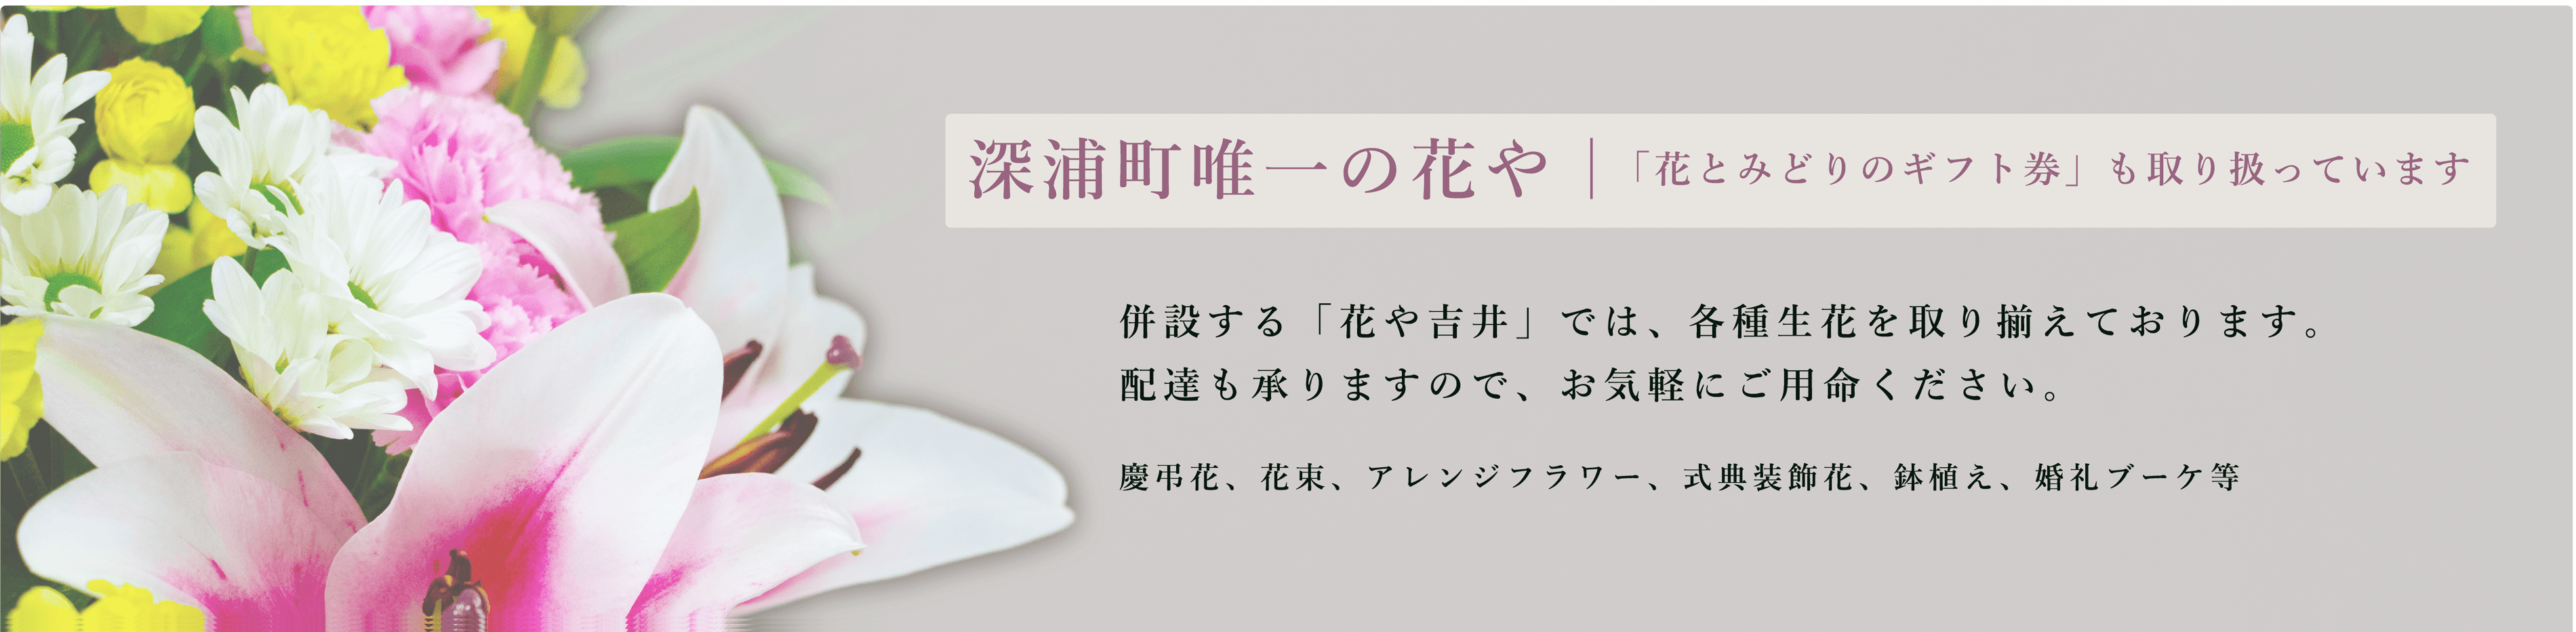 深浦町唯一の花や｜「花とみどりのギフト券」も取り扱っています
併設する「花や吉井」では、各種生花を取り揃えております。
配達も承りますので、お気軽にご用命ください。
慶弔花、花束、アレンジフラワー、式典装飾花、鉢植え、婚礼ブーケ等